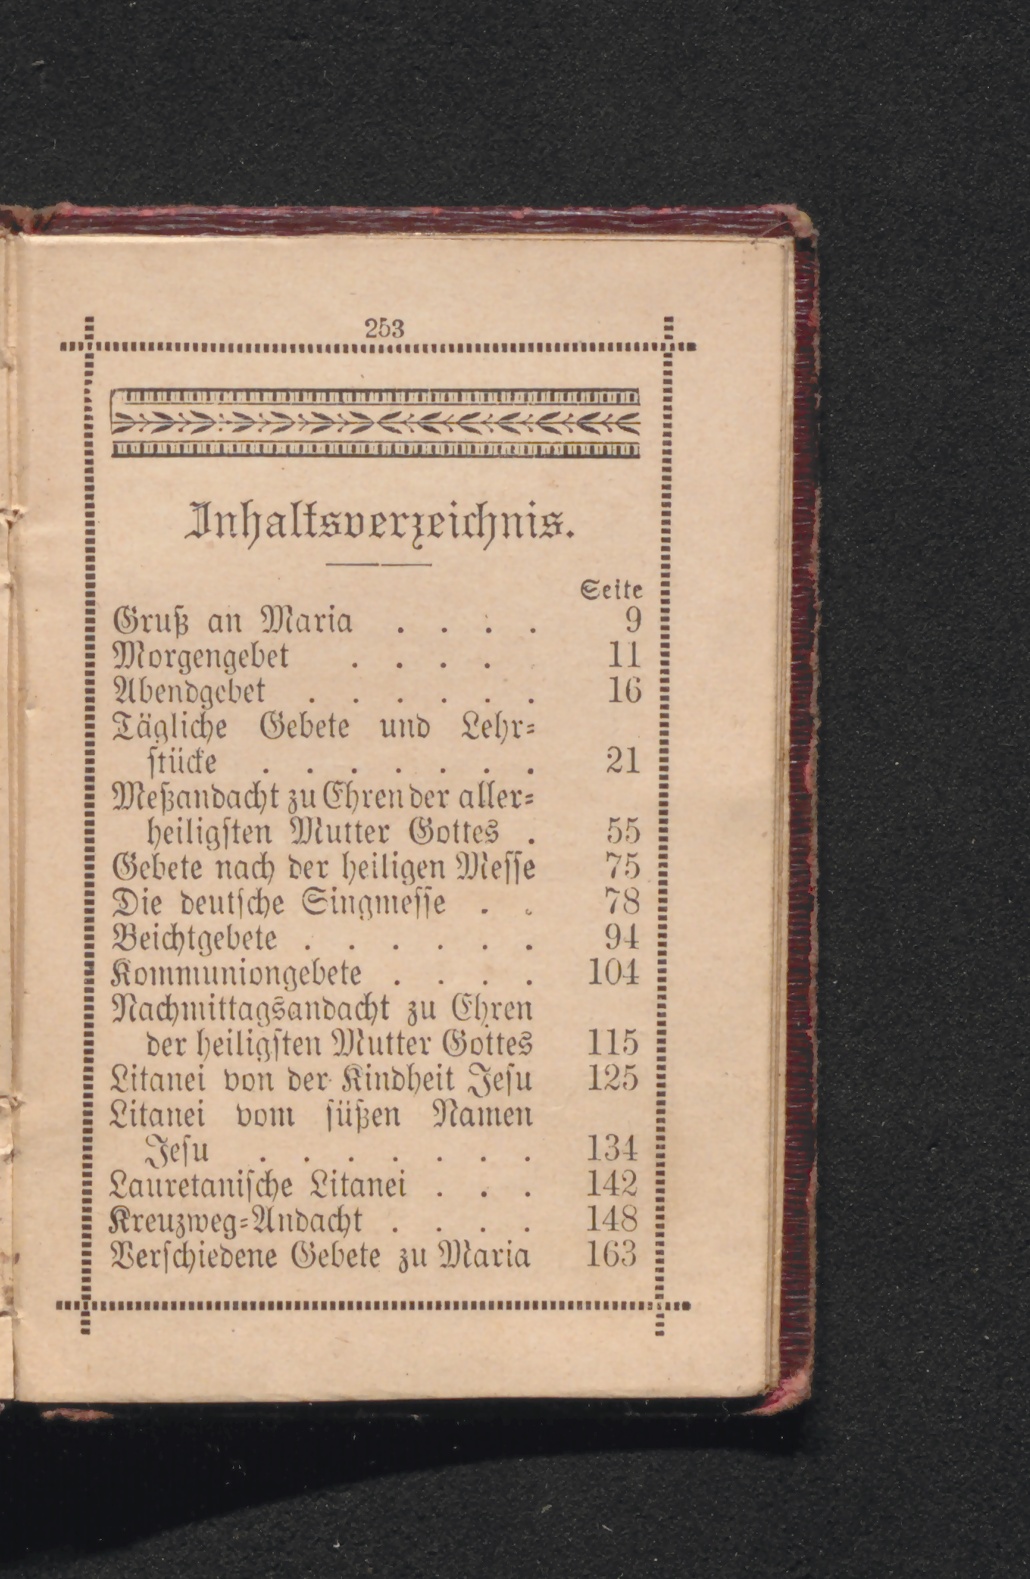 253
Inhaltsverzeichnis.
Seite
Gruß an Maria . . . . 9
Morgengebet . . . . 11
Abendgebet . . . . . . 16
Tägliche Gebete und Lehr=
stücke . . . . . . . 21
Meßandacht zu Ehren der aller=
heiligsten Mutter Gottes . 55
Gebete nach der heiligen Messe 75
Die deutsche Singmesse . . 78
Beichtgebete . . . . . . 94
Kommuniongebete . . . . 104
Nachmittagsandacht zu Ehren
der heiligsten Mutter Gottes 115
Litanei von der Kindheit Jesu 125
Litanei vom süßen Namen
Jesu . . . . . . . 134
Lauretanische Litanei . . . 142
Kreuzweg=Andacht . . . . 148
Verschiedene Gebete zu Maria 163